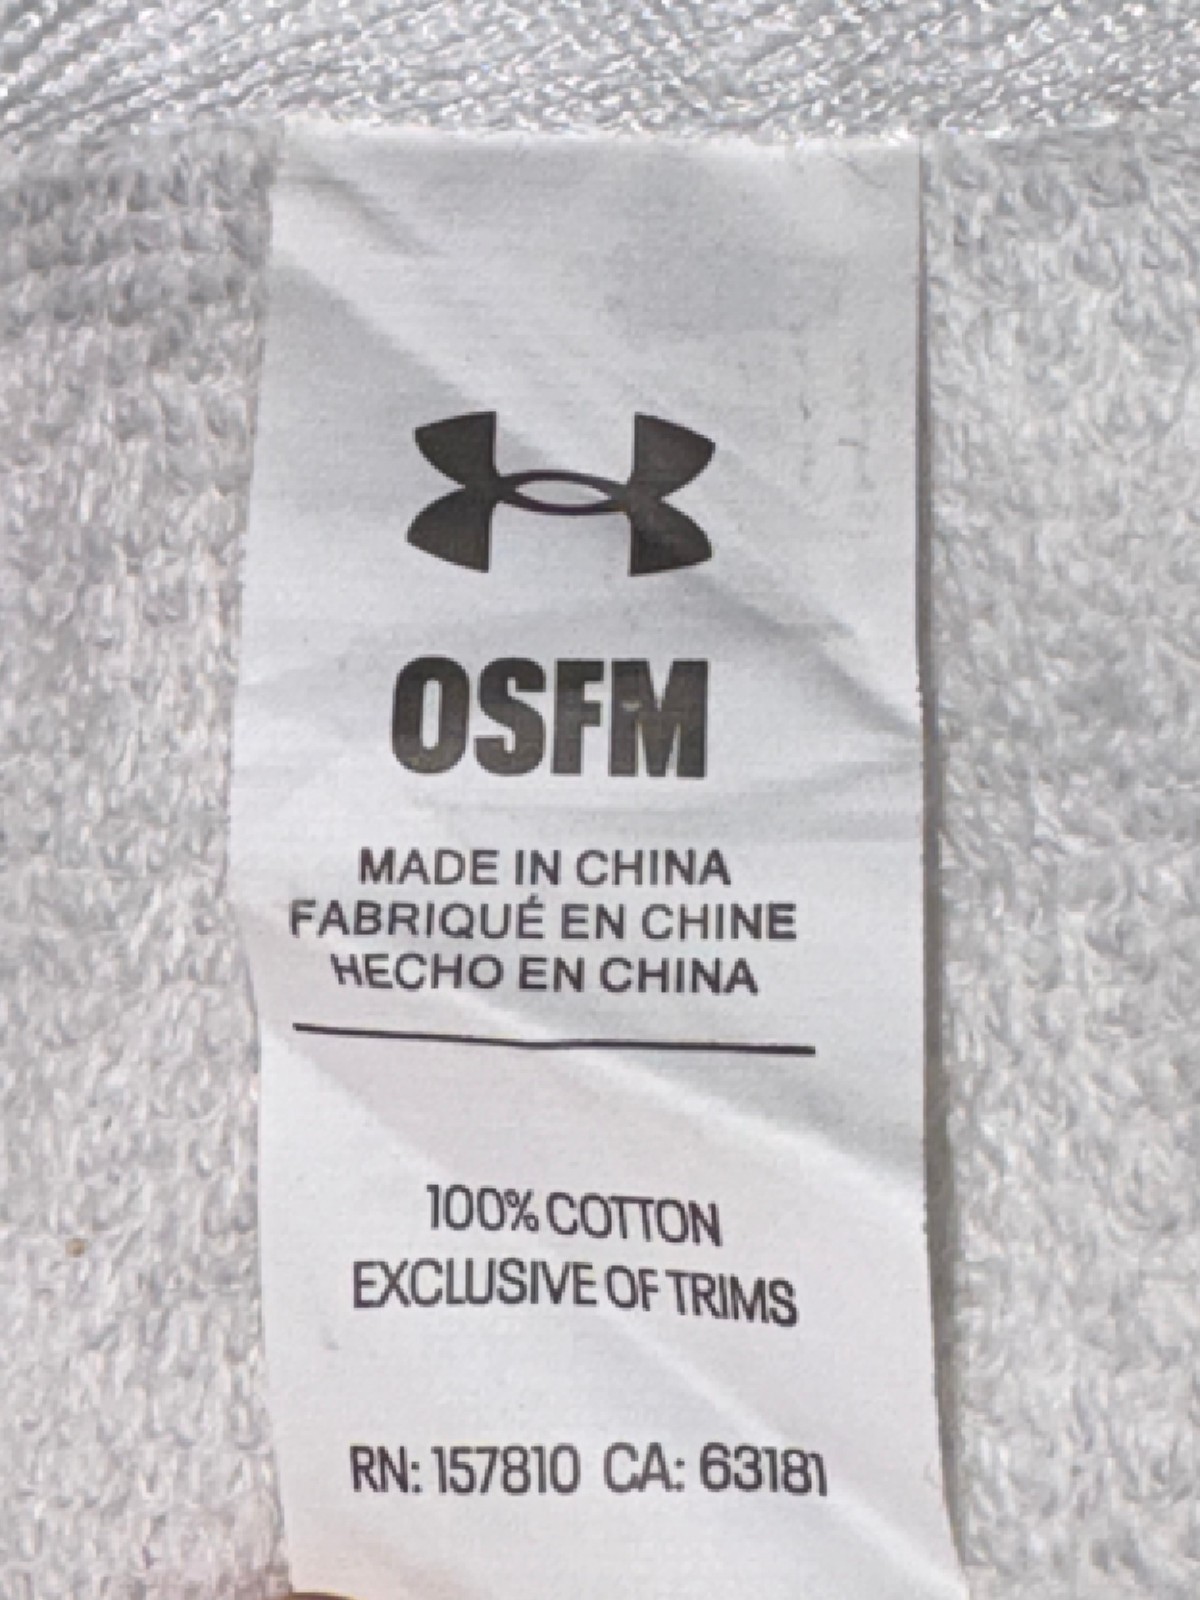 OSFM
MADE IN CHINA
FABRIQUÉ EN CHINE
HECHO EN CHINA
100% COTTON
EXCLUSIVE OF TRIMS
RN: 157810 CA: 63181